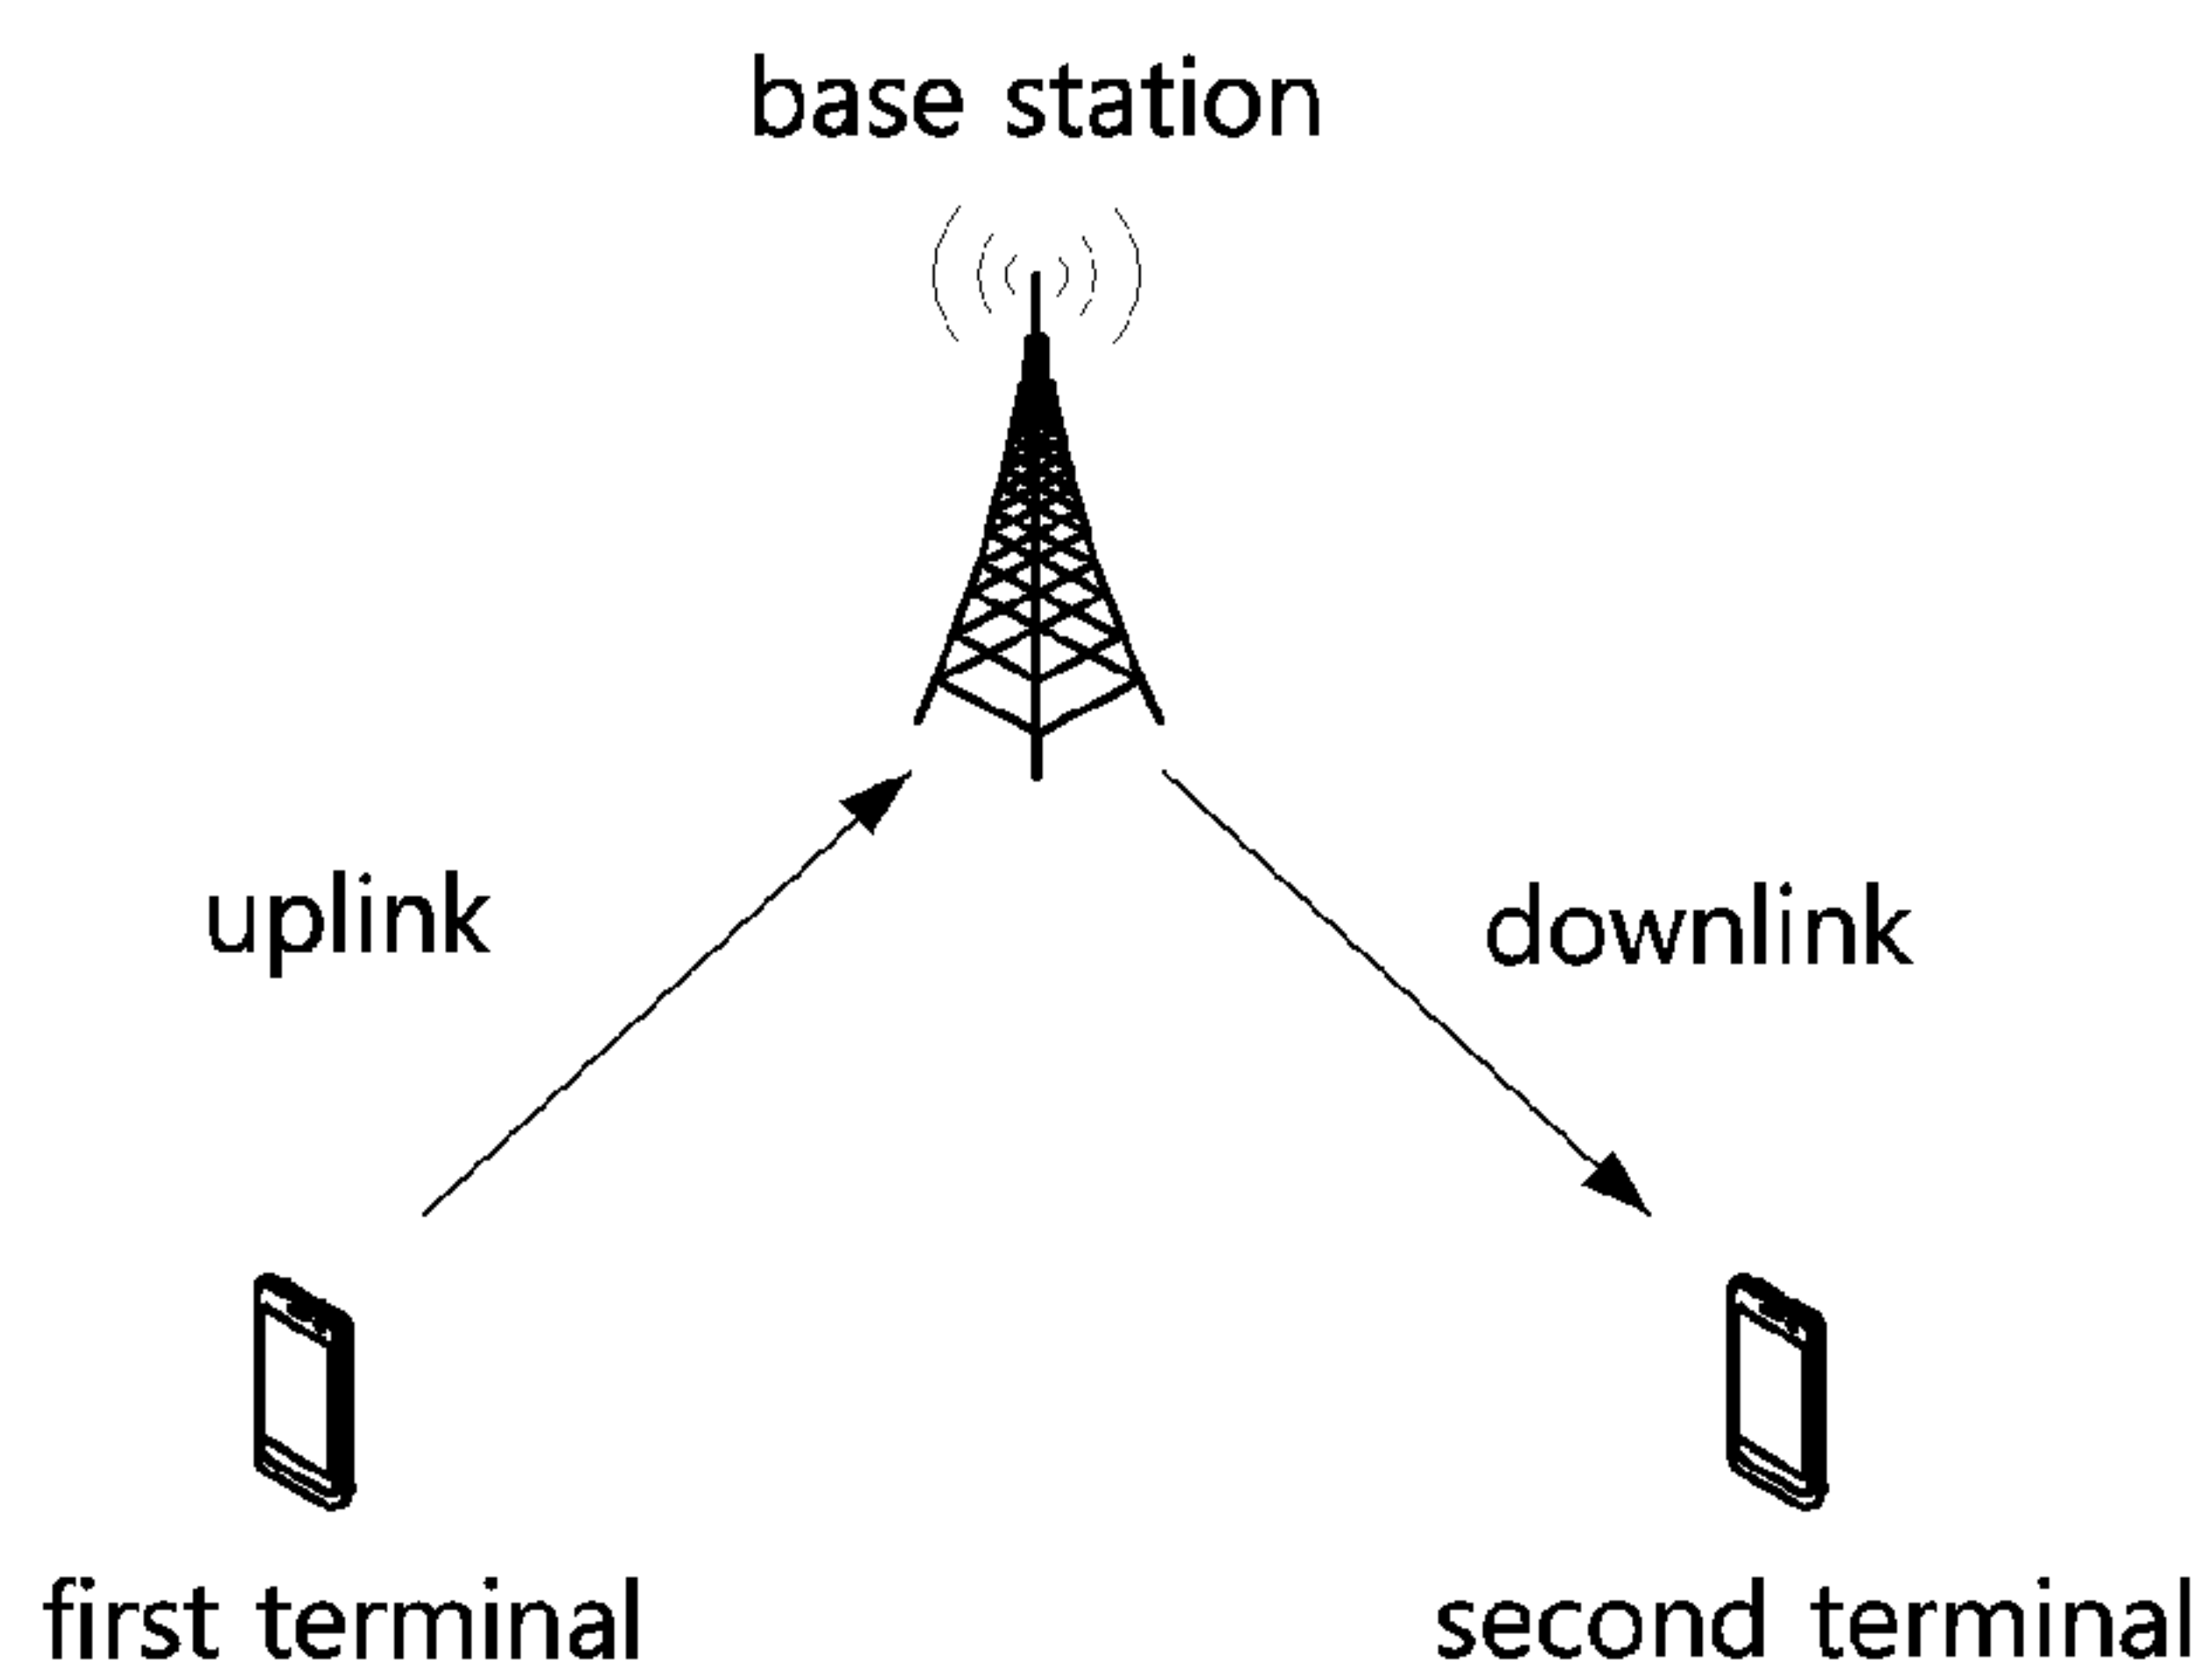 base station
uplink
downlink
first terminal
second terminal